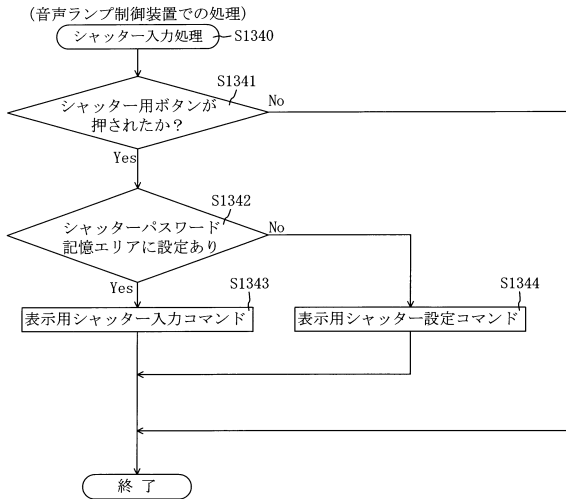 (音声ランプ制御装置での処理)
シャッター入力処理
S1340
S1341
シャッター用ボタンが
押されたか？
No
Yes
S1342
シャッターパスワード
記憶エリアに設定あり
No
Yes
S1343
表示用シャッター入力コマンド
S1344
表示用シャッター設定コマンド
終了